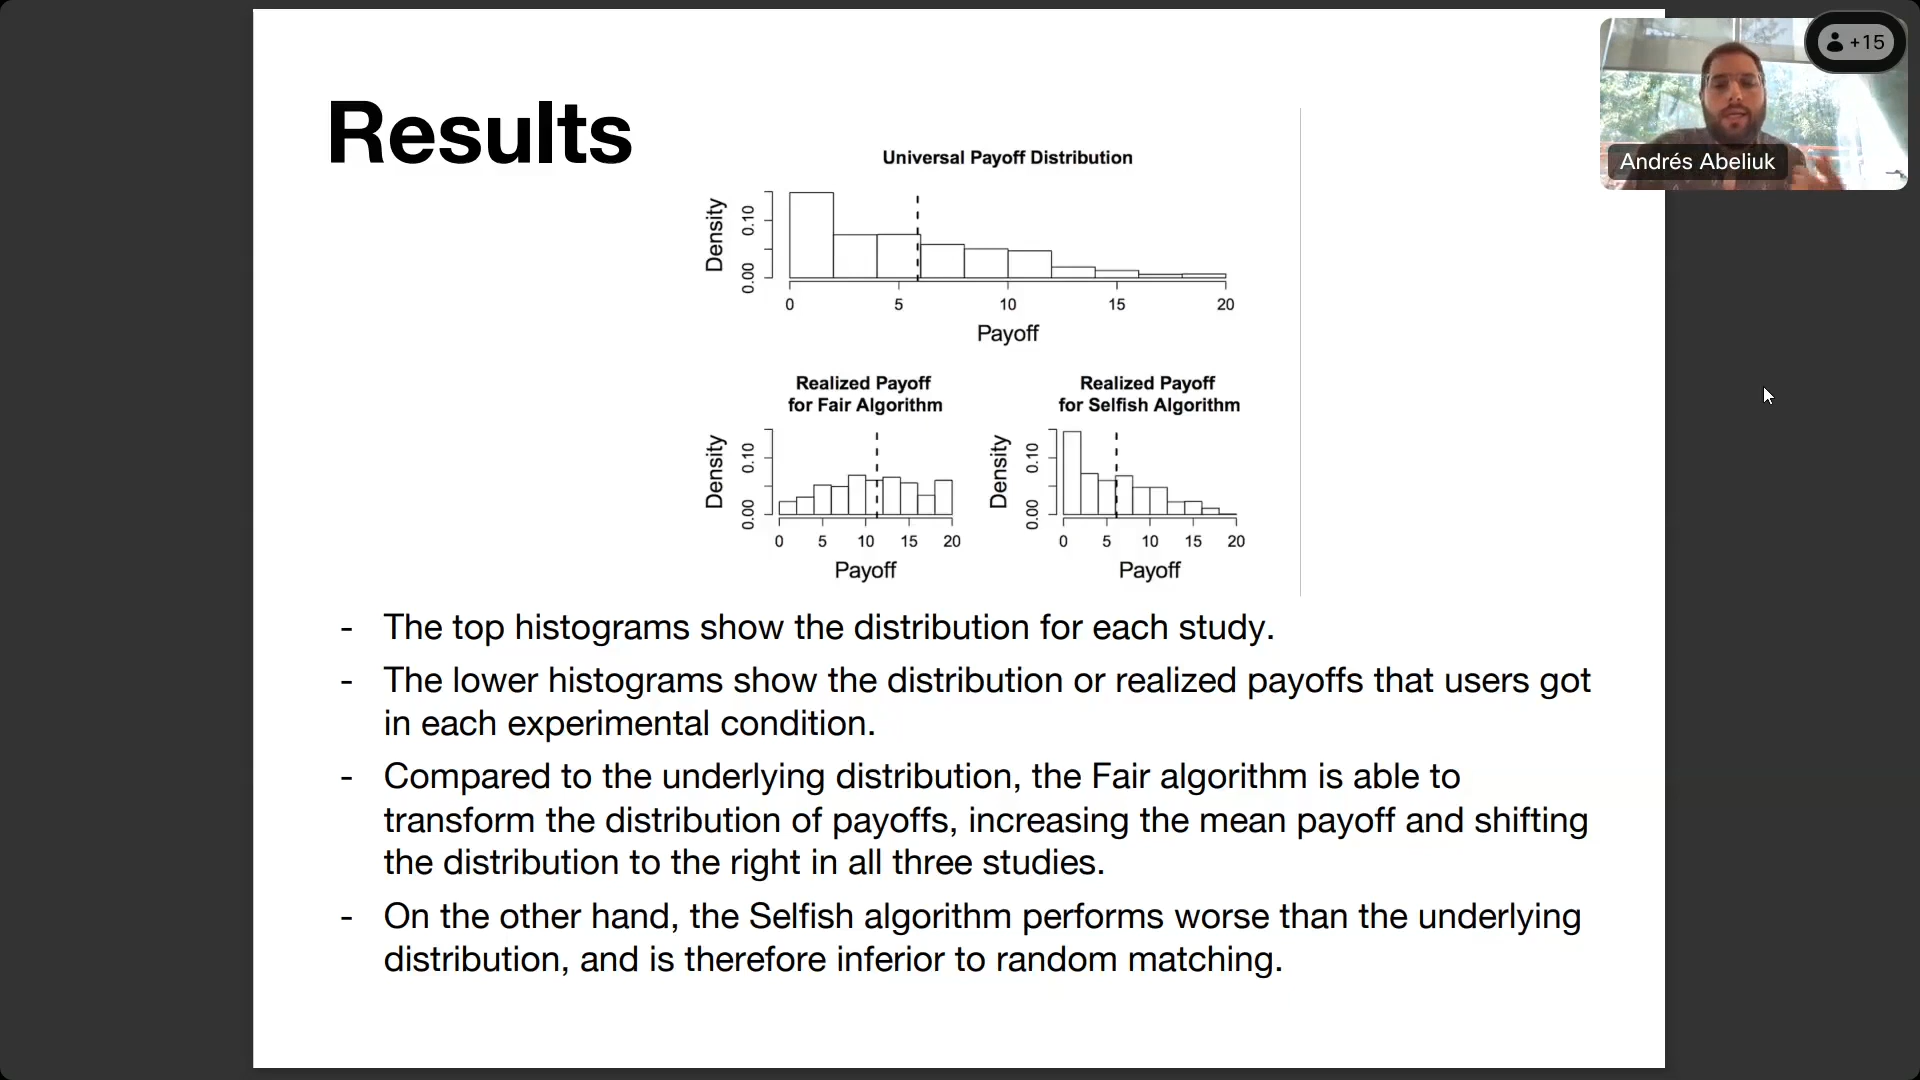 Results
+15
Andrés Abeliuk
Universal Payoff Distribution
Density
0.00 0.10
0 5 10 15 20
Payoff
Realized Payoff
for Fair Algorithm
Density
0.00 0.10
0 5 10 15 20
Payoff
Realized Payoff
for Selfish Algorithm
Density
0.00 0.10
0 5 10 15 20
Payoff
- The top histograms show the distribution for each study.
- The lower histograms show the distribution or realized payoffs that users got
in each experimental condition.
- Compared to the underlying distribution, the Fair algorithm is able to
transform the distribution of payoffs, increasing the mean payoff and shifting
the distribution to the right in all three studies.
- On the other hand, the Selfish algorithm performs worse than the underlying
distribution, and is therefore inferior to random matching.